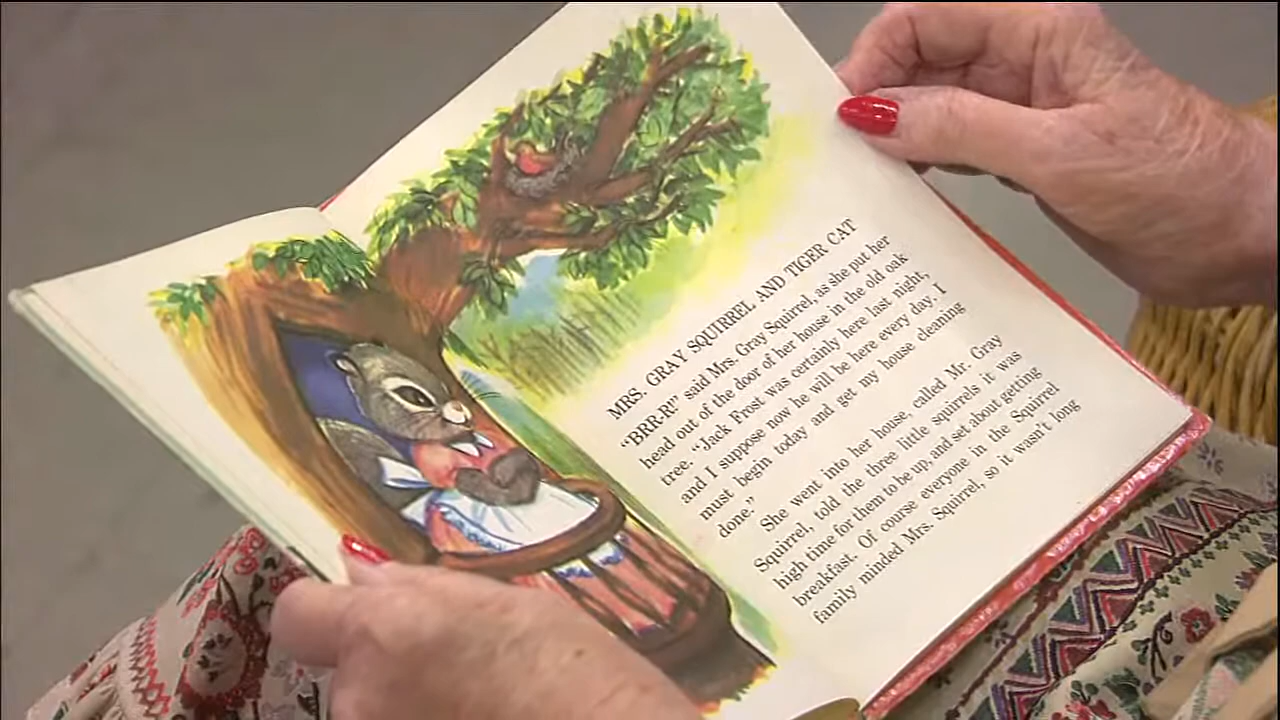 MRS. GRAY SQUIRREL AND TIGER CAT
"BRR-R!" said Mrs. Gray Squirrel, as she put her
head out of the door of her house in the old oak
tree. "Jack Frost was certainly here last night,
and I suppose now he will be here every day. I
must begin today and get my house cleaning
done."
She went into her house, called Mr. Gray
Squirrel, told the three little squirrels it was
high time for them to be up, and set about getting
breakfast. Of course everyone in the Squirrel
family minded Mrs. Squirrel, so it wasn't long